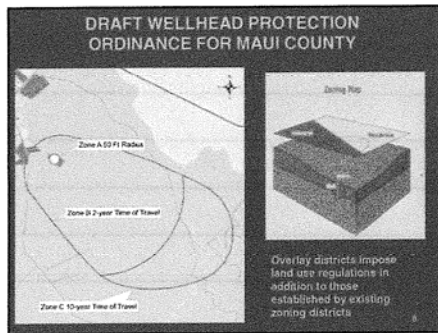 DRAFT WELLHEAD PROTECTION
ORDINANCE FOR MAUI COUNTY
Zone A 50 Ft Radius
Zone B 2-year Time of Travel
Zone C 10-year Time of Travel
Zoning Map
Overlay districts impose
land use regulations in
addition to those
established by existing
zoning districts